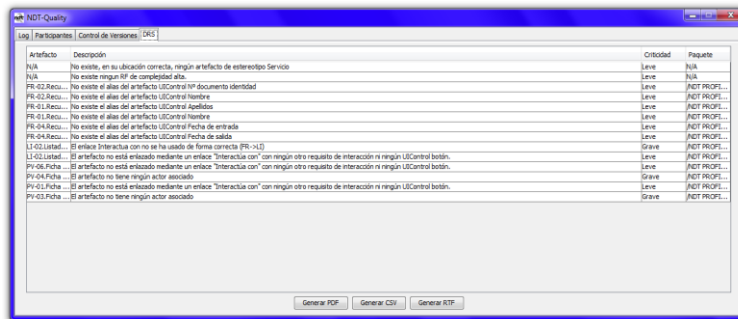 NDT-Quality
Log Participantes Control de Versiones DRS
Artefacto Descripción Criticidad Paquete
N/A No existe, en su ubicación correcta, ningún artefacto de estereotipo Servicio Leve N/A
N/A No existe ningun RF de complejidad alta. Leve N/A
FR-02.Recu... No existe el alias del artefacto UIControl Nº documento identidad Leve /NDT PROFI...
FR-02.Recu... No existe el alias del artefacto UIControl Nombre Leve /NDT PROFI...
FR-01.Recu... No existe el alias del artefacto UIControl Apellidos Leve /NDT PROFI...
FR-01.Recu... No existe el alias del artefacto UIControl Nombre Leve /NDT PROFI...
FR-04.Recu... No existe el alias del artefacto UIControl Fecha de entrada Leve /NDT PROFI...
FR-04.Recu... No existe el alias del artefacto UIControl Fecha de salida Leve /NDT PROFI...
LI-02.Listad... El enlace Interactua con no se ha usado de forma correcta (FR->LI) Grave /NDT PROFI...
LI-02.Listad... El artefacto no está enlazado mediante un enlace "Interactúa con" con ningún otro requisito de interacción ni ningún UIControl botón. Leve /NDT PROFI...
PV-06.Ficha ... El artefacto no está enlazado mediante un enlace "Interactúa con" con ningún otro requisito de interacción ni ningún UIControl botón. Leve /NDT PROFI...
PV-04.Ficha ... El artefacto no tiene ningún actor asociado Grave /NDT PROFI...
PV-01.Ficha ... El artefacto no está enlazado mediante un enlace "Interactúa con" con ningún otro requisito de interacción ni ningún UIControl botón. Leve /NDT PROFI...
PV-03.Ficha ... El artefacto no tiene ningún actor asociado Grave /NDT PROFI...
Generar PDF Generar CSV Generar RTF